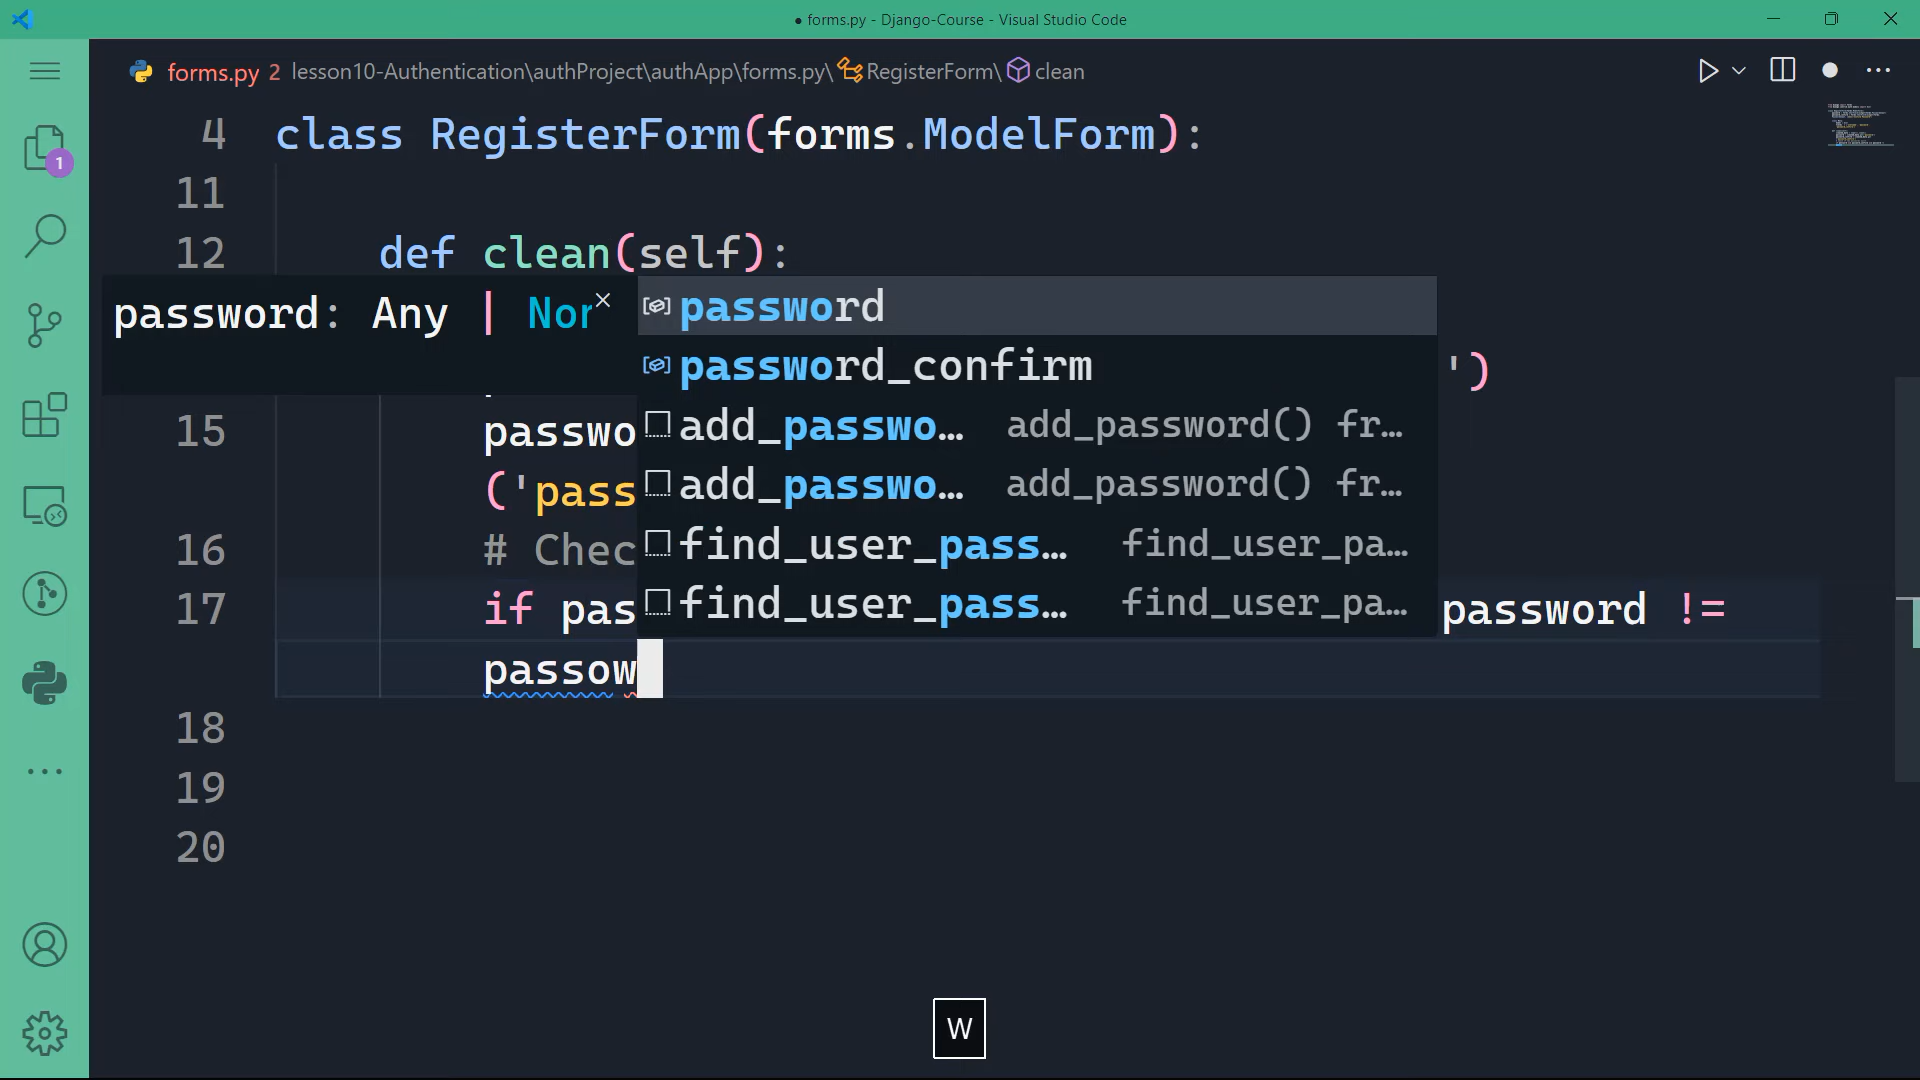 ● forms.py - Django-Course - Visual Studio Code
forms.py 2 lesson10-Authentication\authProject\authApp\forms.py\ RegisterForm\ clean
1
4 class RegisterForm(forms.ModelForm):
11
12 def clean(self):
password: Any | Non
password
password_confirm
')
add_passwo… add_password() fr…
15 passwo
add_passwo… add_password() fr…
('pass
find_user_pass… find_user_pa…
16 # Chec
find_user_pass… find_user_pa…
17 if pas password !=
passow
18
19
20
W